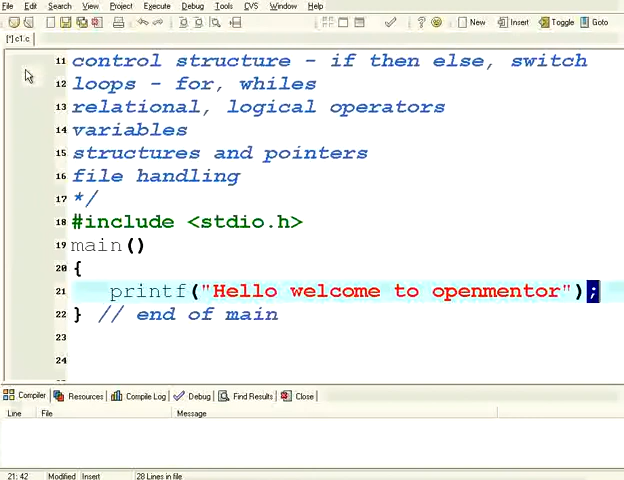 File Edit Search View Project Execute Debug Tools CVS Window Help
New Insert Toggle Goto
[*] c1.c
11 control structure - if then else, switch
12 loops - for, whiles
13 relational, logical operators
14 variables
15 structures and pointers
16 file handling
17 */
18 #include <stdio.h>
19 main()
20 {
21 printf("Hello welcome to openmentor");
22 } // end of main
23
24
Compiler Resources Compile Log Debug Find Results Close
Line File Message
21: 42 Modified Insert 28 Lines in file